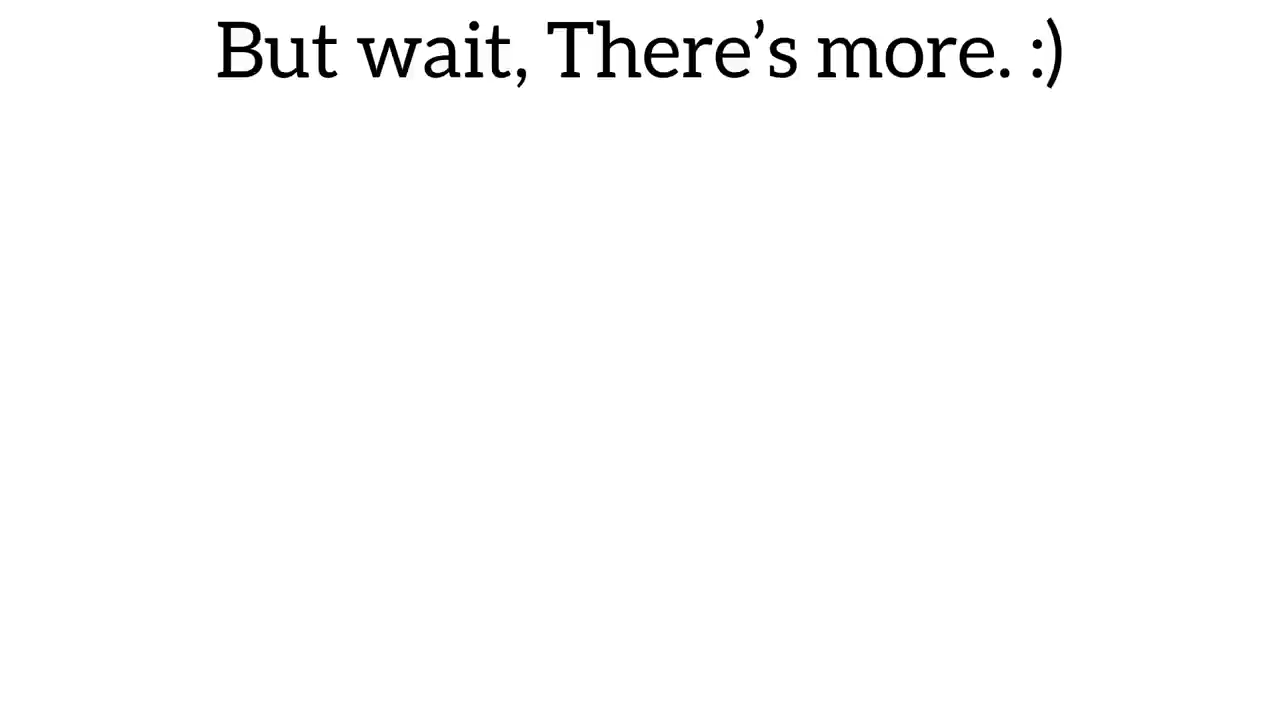 But wait, There’s more. :)